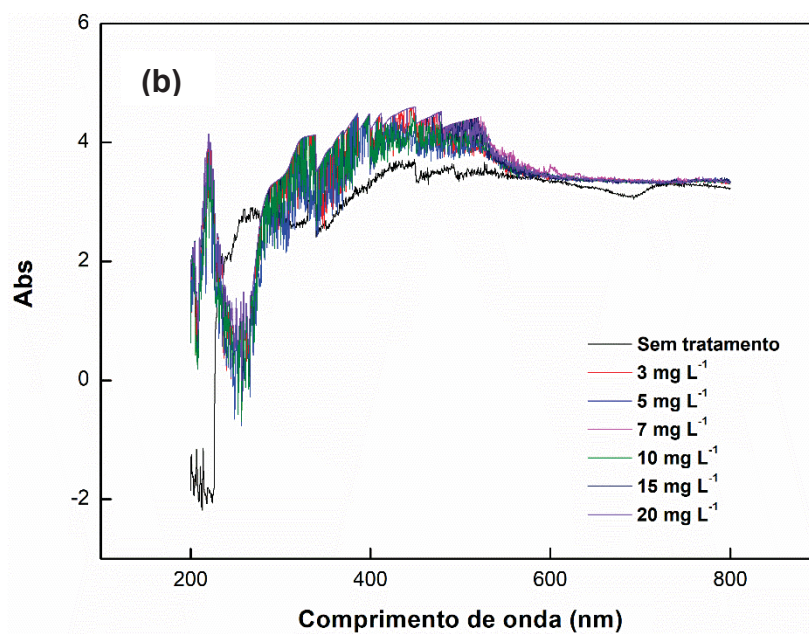 (b)
6
4
2
0
-2
Abs
200 400 600 800
Comprimento de onda (nm)
Sem tratamento
3 mg L⁻¹
5 mg L⁻¹
7 mg L⁻¹
10 mg L⁻¹
15 mg L⁻¹
20 mg L⁻¹